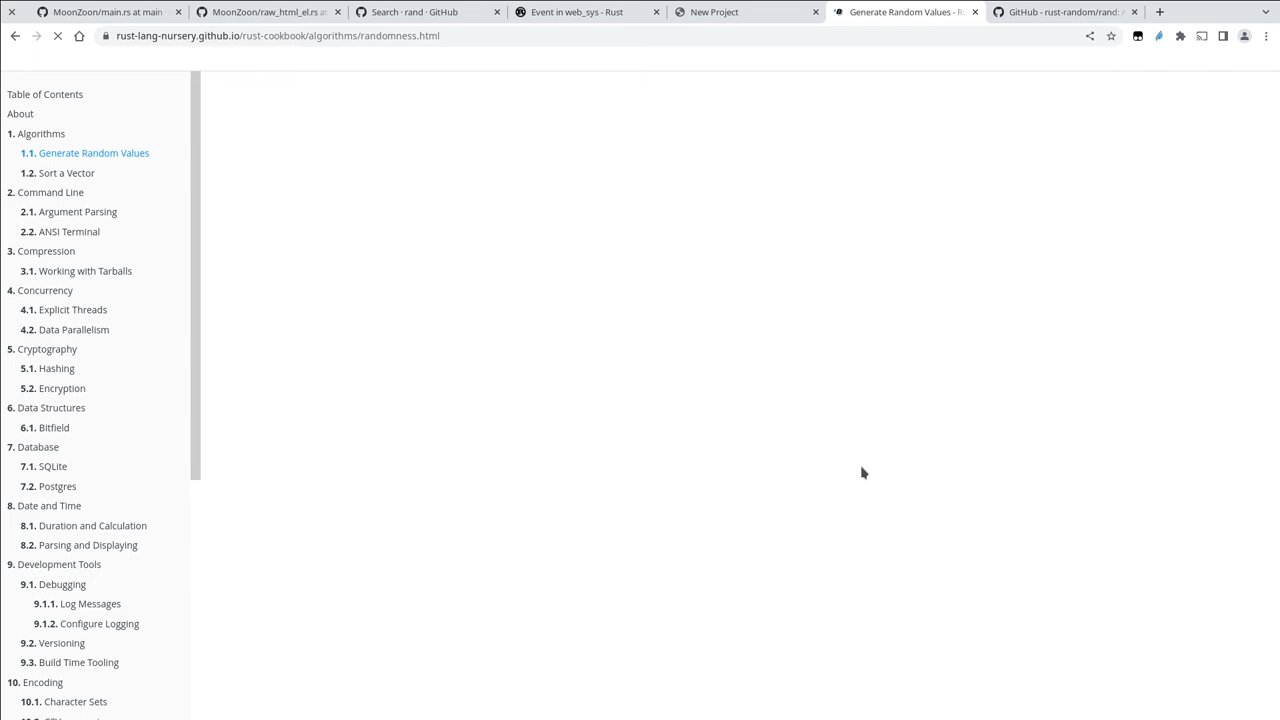 MoonZoon/main.rs at main
MoonZoon/raw_html_el.rs at
Search · rand · GitHub
Event in web_sys - Rust
New Project
Generate Random Values - Ru
GitHub - rust-random/rand:
rust-lang-nursery.github.io/rust-cookbook/algorithms/randomness.html
Table of Contents
About
1. Algorithms
1.1. Generate Random Values
1.2. Sort a Vector
2. Command Line
2.1. Argument Parsing
2.2. ANSI Terminal
3. Compression
3.1. Working with Tarballs
4. Concurrency
4.1. Explicit Threads
4.2. Data Parallelism
5. Cryptography
5.1. Hashing
5.2. Encryption
6. Data Structures
6.1. Bitfield
7. Database
7.1. SQLite
7.2. Postgres
8. Date and Time
8.1. Duration and Calculation
8.2. Parsing and Displaying
9. Development Tools
9.1. Debugging
9.1.1. Log Messages
9.1.2. Configure Logging
9.2. Versioning
9.3. Build Time Tooling
10. Encoding
10.1. Character Sets